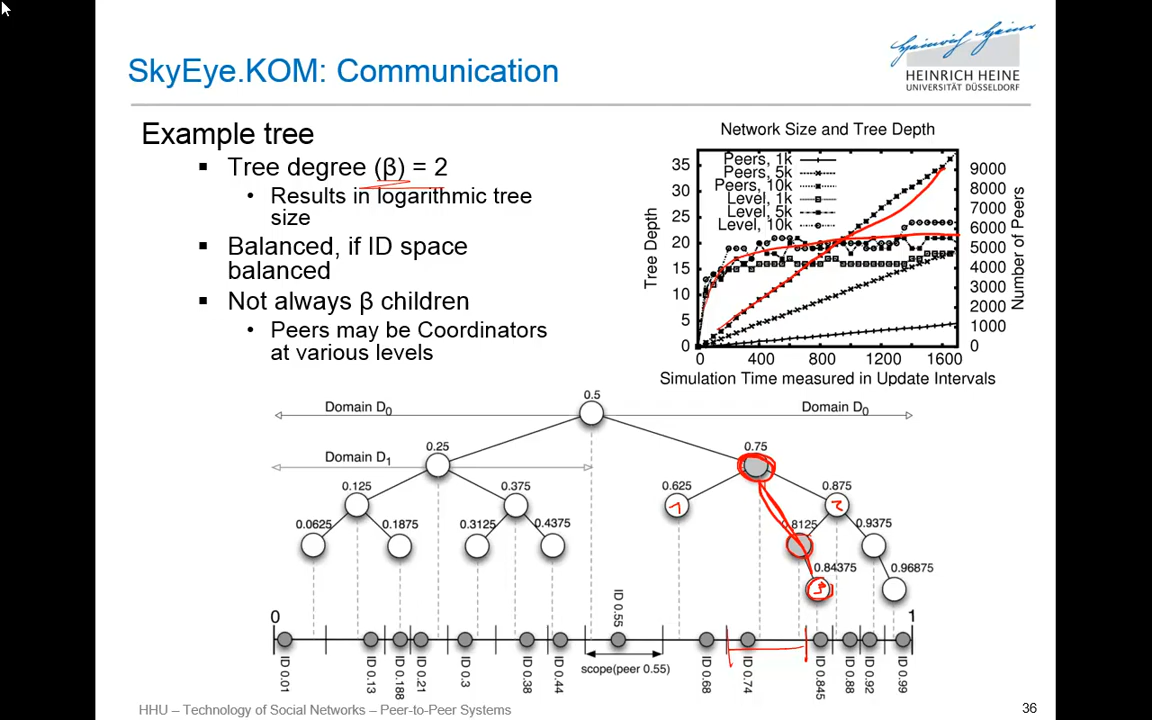 SkyEye.KOM: Communication
Heinrich Heine
HEINRICH HEINE
UNIVERSITÄT DÜSSELDORF
Example tree
▪ Tree degree (β) = 2
• Results in logarithmic tree
size
▪ Balanced, if ID space
balanced
▪ Not always β children
• Peers may be Coordinators
at various levels
Network Size and Tree Depth
Peers, 1k
Peers, 5k
Peers, 10k
Level, 1k
Level, 5k
Level, 10k
Tree Depth
35
30
25
20
15
10
5
0
9000
8000
7000
6000
5000
4000
3000
2000
1000
0
Number of Peers
0 400 800 1200 1600
Simulation Time measured in Update Intervals
0.5
Domain D0
Domain D0
0.25
0.75
Domain D1
0.125
0.375
0.625
0.875
1
2
0.0625
0.1875
0.3125
0.4375
0.8125
0.9375
0.84375
0.96875
3
0
1
ID 0.55
scope(peer 0.55)
ID 0.01
ID 0.13
ID 0.188
ID 0.21
ID 0.3
ID 0.38
ID 0.44
ID 0.68
ID 0.74
ID 0.845
ID 0.88
ID 0.92
ID 0.99
HHU – Technology of Social Networks – Peer-to-Peer Systems
36